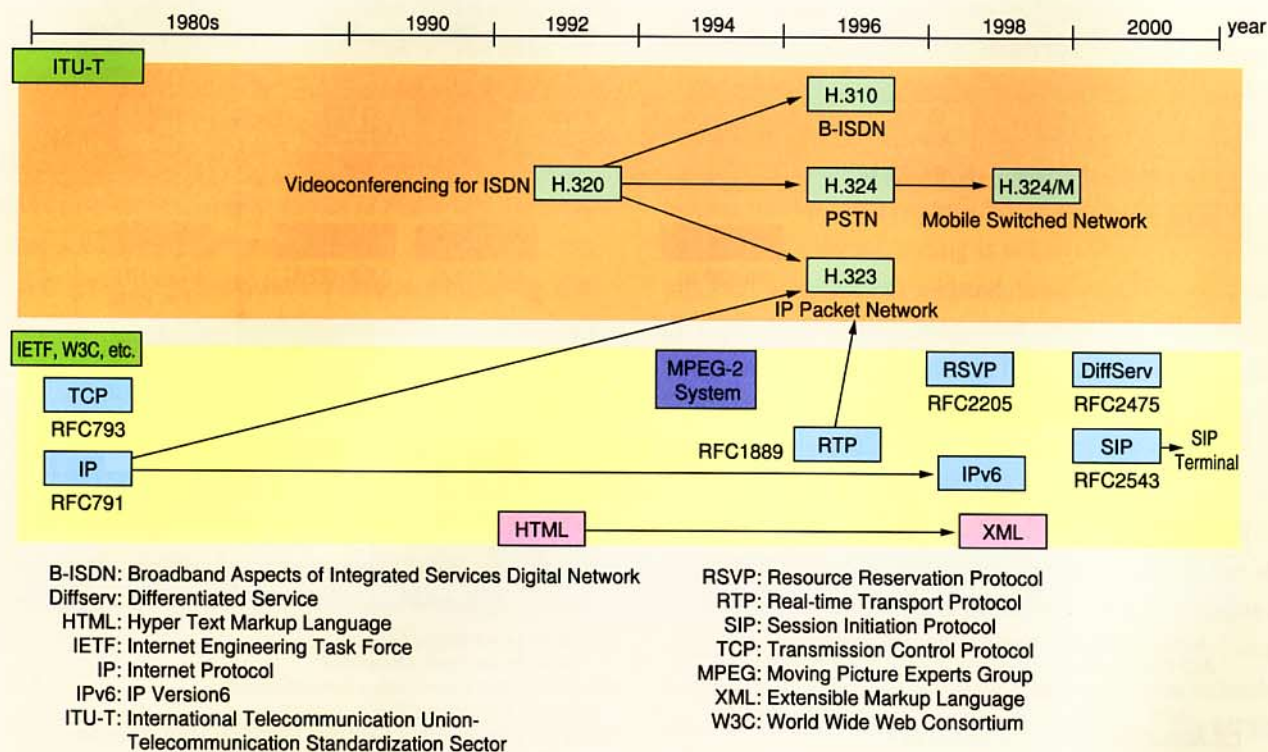 1980s 1990 1992 1994 1996 1998 2000 year
ITU-T
H.310
B-ISDN
Videoconferencing for ISDN H.320
H.324
PSTN
H.324/M
Mobile Switched Network
H.323
IP Packet Network
IETF, W3C, etc.
TCP
RFC793
IP
RFC791
MPEG-2
System
RFC1889
RTP
RSVP
RFC2205
DiffServ
RFC2475
IPv6
SIP
RFC2543
SIP
Terminal
HTML
XML
B-ISDN: Broadband Aspects of Integrated Services Digital Network
Diffserv: Differentiated Service
HTML: Hyper Text Markup Language
IETF: Internet Engineering Task Force
IP: Internet Protocol
IPv6: IP Version6
ITU-T: International Telecommunication Union-
Telecommunication Standardization Sector
RSVP: Resource Reservation Protocol
RTP: Real-time Transport Protocol
SIP: Session Initiation Protocol
TCP: Transmission Control Protocol
MPEG: Moving Picture Experts Group
XML: Extensible Markup Language
W3C: World Wide Web Consortium